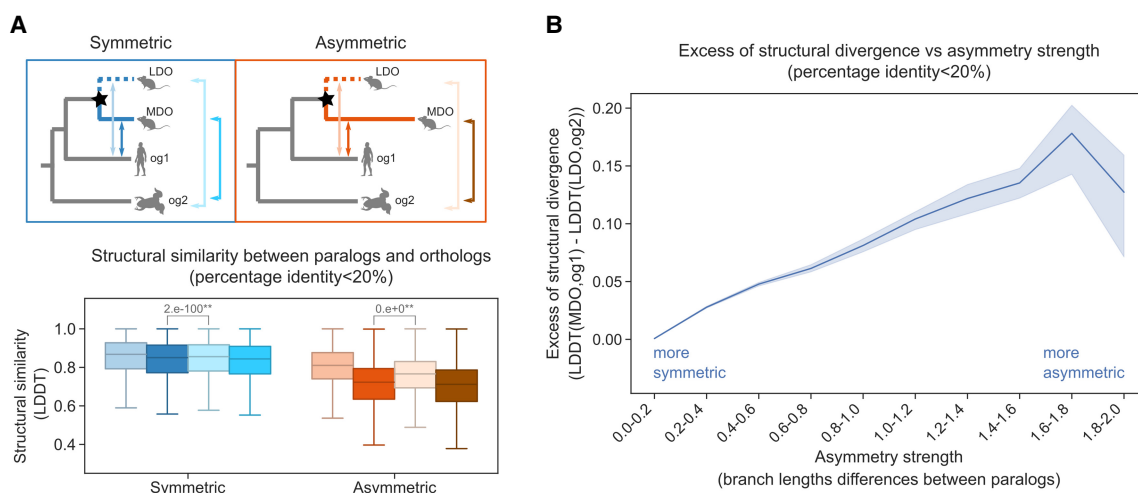 A
Symmetric
Asymmetric
LDO
MDO
og1
og2
LDO
MDO
og1
og2
Structural similarity between paralogs and orthologs
(percentage identity<20%)
2.e-100**
0.e+0**
1.0
0.8
0.6
0.4
Structural similarity
(LDDT)
Symmetric
Asymmetric
B
Excess of structural divergence vs asymmetry strength
(percentage identity<20%)
0.20
0.15
0.10
0.05
0.00
Excess of structural divergence
(LDDT(MDO,og1) - LDDT(LDO,og2))
more
symmetric
more
asymmetric
0.0-0.2
0.2-0.4
0.4-0.6
0.6-0.8
0.8-1.0
1.0-1.2
1.2-1.4
1.4-1.6
1.6-1.8
1.8-2.0
Asymmetry strength
(branch lengths differences between paralogs)